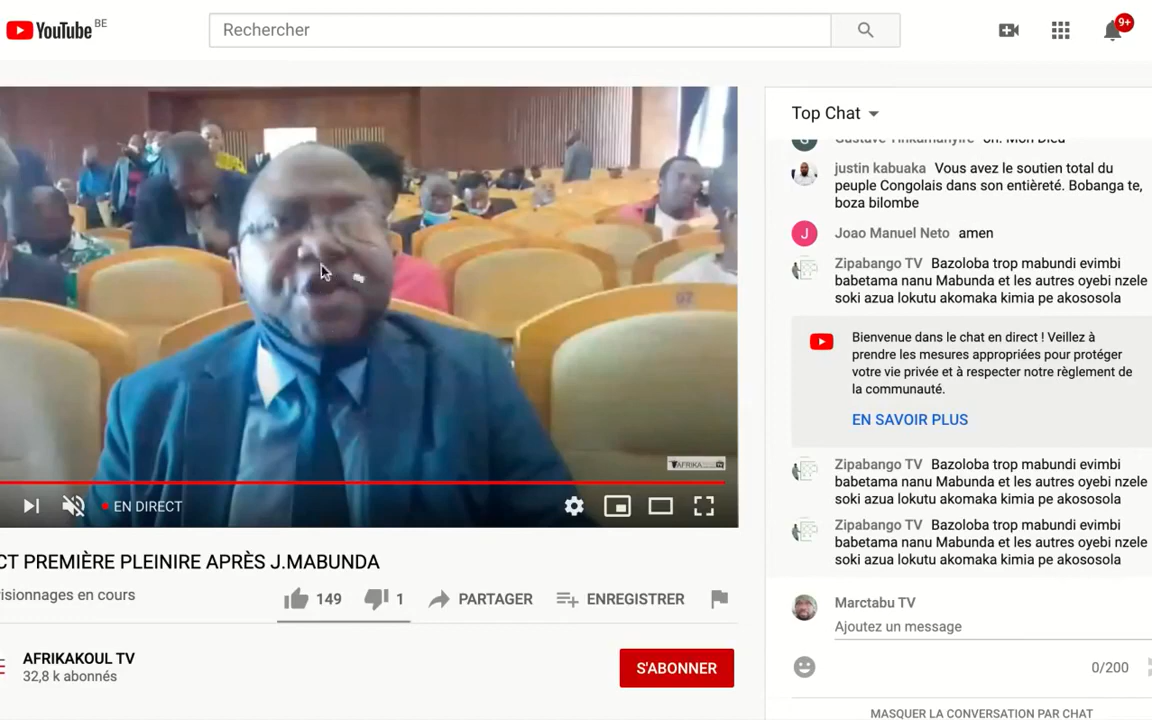 YouTube BE
Rechercher
9+
Top Chat
oh. Mon Dieu
justin kabuaka Vous avez le soutien total du
peuple Congolais dans son entièreté. Bobanga te,
boza bilombe
J
Joao Manuel Neto amen
Zipabango TV Bazoloba trop mabundi evimbi
babetama nanu Mabunda et les autres oyebi nzele
soki azua lokutu akomaka kimia pe akososola
Bienvenue dans le chat en direct ! Veillez à
prendre les mesures appropriées pour protéger
votre vie privée et à respecter notre règlement de
la communauté.
EN SAVOIR PLUS
Zipabango TV Bazoloba trop mabundi evimbi
babetama nanu Mabunda et les autres oyebi nzele
soki azua lokutu akomaka kimia pe akososola
Zipabango TV Bazoloba trop mabundi evimbi
babetama nanu Mabunda et les autres oyebi nzele
soki azua lokutu akomaka kimia pe akososola
Marctabu TV
Ajoutez un message
0/200
MASQUER LA CONVERSATION PAR CHAT
EN DIRECT
CT PREMIÈRE PLEINIRE APRÈS J.MABUNDA
isionnages en cours
149
1
PARTAGER
ENREGISTRER
AFRIKAKOUL TV
32,8 k abonnés
S'ABONNER